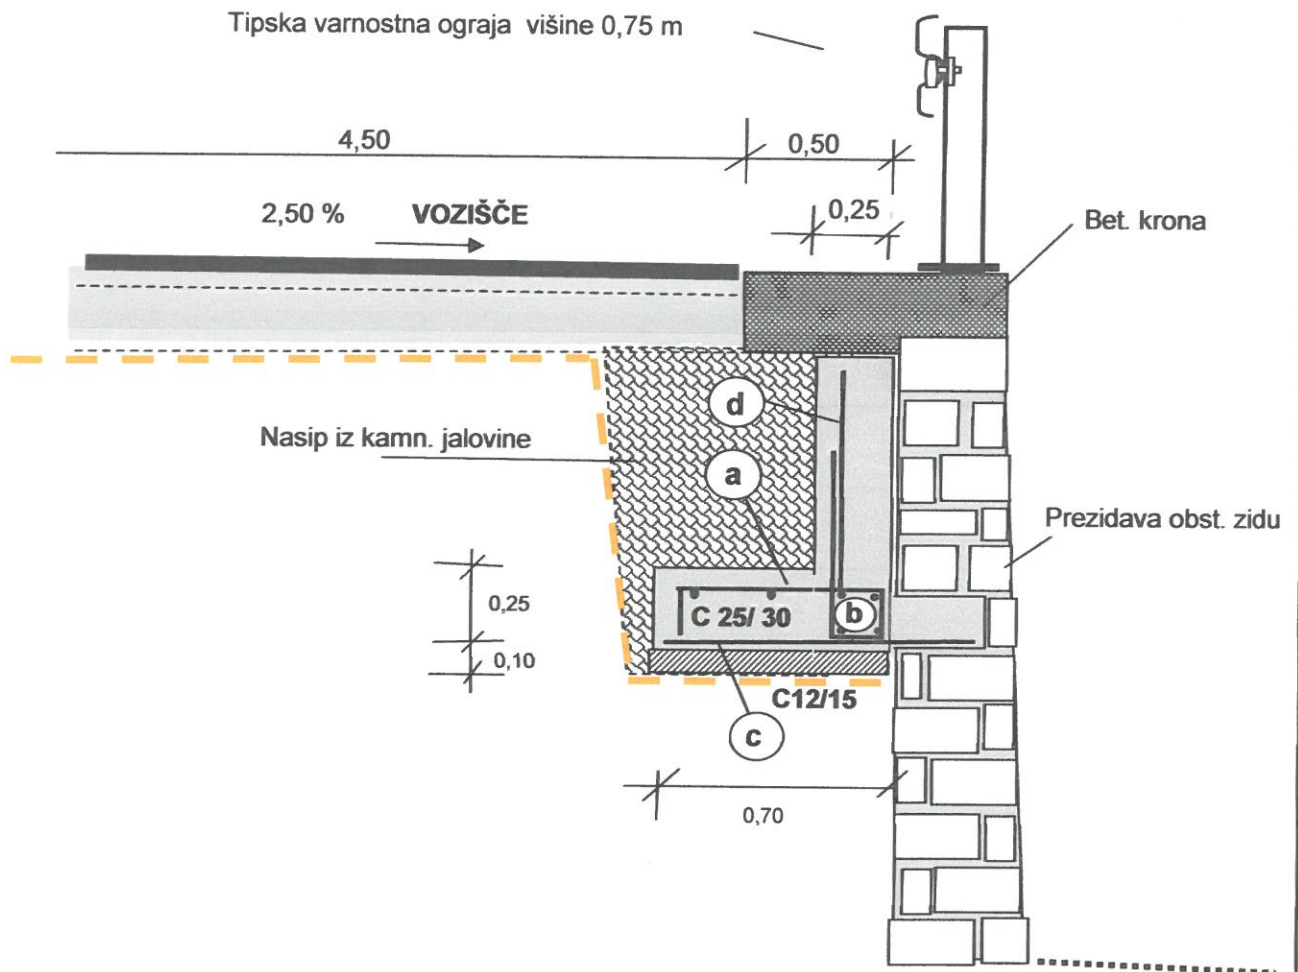 Tipska varnostna ograja višine 0,75 m
4,50
0,50
2,50 %
VOZIŠČE
0,25
Bet. krona
d
Nasip iz kamn. jalovine
a
Prezidava obst. zidu
0,25
C 25/ 30
b
0,10
C12/15
c
0,70